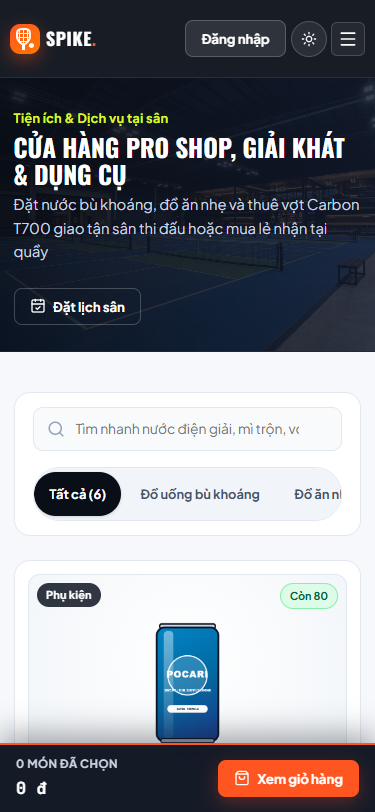 SPIKE.
Đăng nhập
Tiện ích & Dịch vụ tại sân
CỬA HÀNG PRO SHOP, GIẢI KHÁT
& DỤNG CỤ
Đặt nước bù khoáng, đồ ăn nhẹ và thuê vợt Carbon
T700 giao tận sân thi đấu hoặc mua lẻ nhận tại
quầy
Đặt lịch sân
Tìm nhanh nước điện giải, mì trộn, vợ
Tất cả (6)
Đồ uống bù khoáng
Đồ ăn nh
Phụ kiện
Còn 80
POCARI
0 MÓN ĐÃ CHỌN
0 đ
Xem giỏ hàng